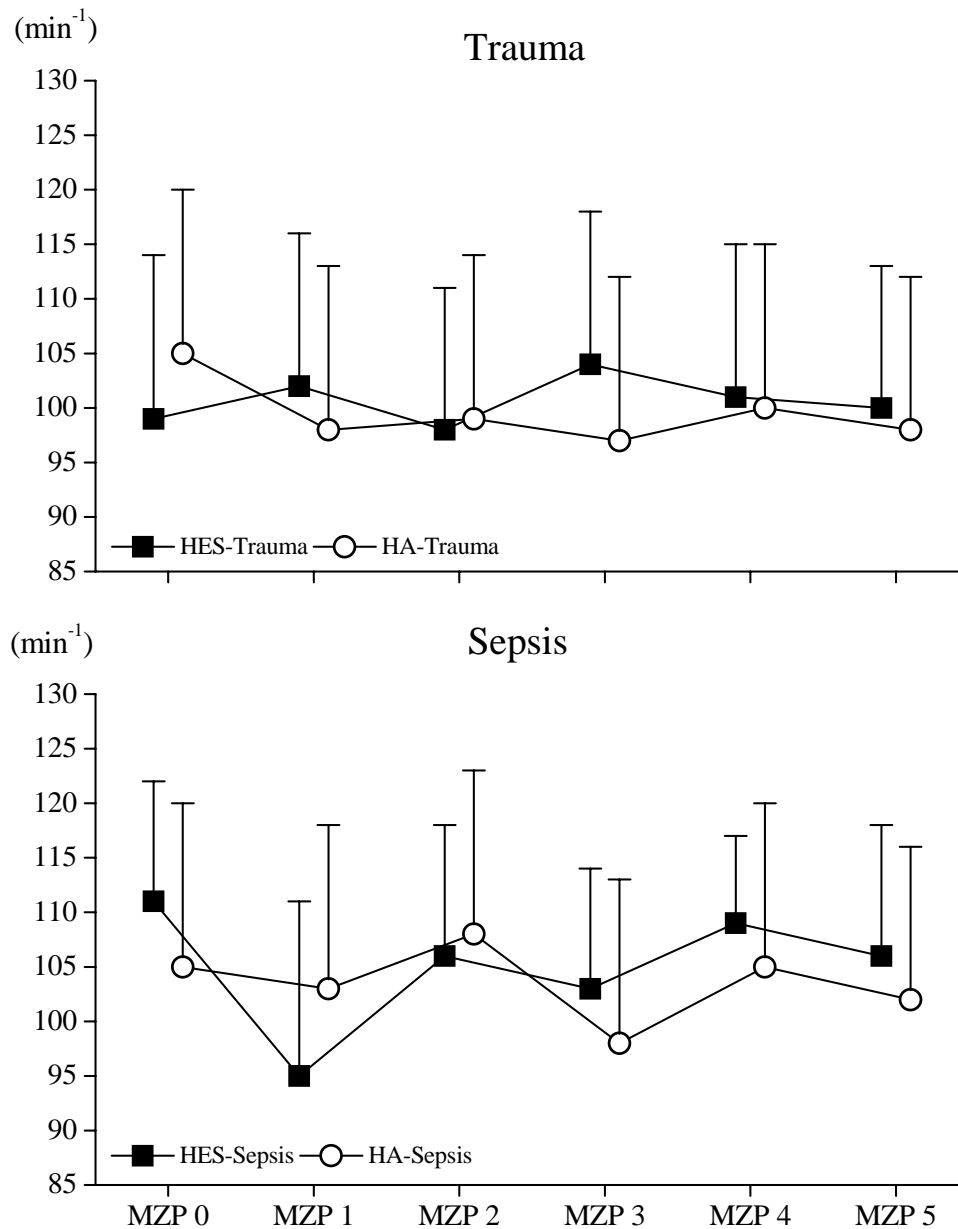 (min⁻¹)
Trauma
130
125
120
115
110
105
100
95
90
85
HES-Trauma HA-Trauma
(min⁻¹)
Sepsis
130
125
120
115
110
105
100
95
90
85
HES-Sepsis HA-Sepsis
MZP 0 MZP 1 MZP 2 MZP 3 MZP 4 MZP 5